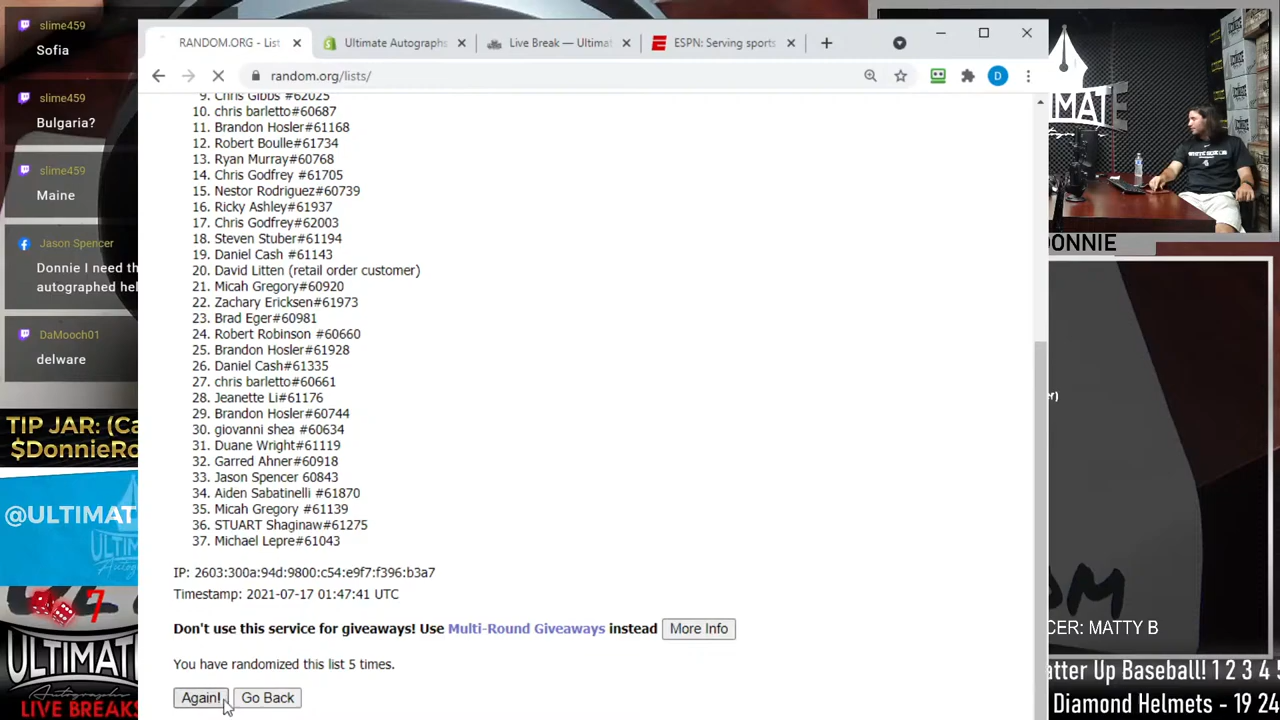 slime459
Sofia
slime459
Bulgaria?
slime459
Maine
Jason Spencer
Donnie I need th
autographed hel
DaMooch01
delware
TIP JAR: (Ca
$DonnieRo
@ULTIMAT
7
ULTIMATE
Autographs
LIVE BREAKS
RANDOM.ORG - List
Ultimate Autographs
Live Break — Ultimat
ESPN: Serving sports
random.org/lists/
D
9. Chris Gibbs #62025
10. chris barletto#60687
11. Brandon Hosler#61168
12. Robert Boulle#61734
13. Ryan Murray#60768
14. Chris Godfrey #61705
15. Nestor Rodriguez#60739
16. Ricky Ashley#61937
17. Chris Godfrey#62003
18. Steven Stuber#61194
19. Daniel Cash #61143
20. David Litten (retail order customer)
21. Micah Gregory#60920
22. Zachary Ericksen#61973
23. Brad Eger#60981
24. Robert Robinson #60660
25. Brandon Hosler#61928
26. Daniel Cash#61335
27. chris barletto#60661
28. Jeanette Li#61176
29. Brandon Hosler#60744
30. giovanni shea #60634
31. Duane Wright#61119
32. Garred Ahner#60918
33. Jason Spencer 60843
34. Aiden Sabatinelli #61870
35. Micah Gregory #61139
36. STUART Shaginaw#61275
37. Michael Lepre#61043
IP: 2603:300a:94d:9800:c54:e9f7:f396:b3a7
Timestamp: 2021-07-17 01:47:41 UTC
Don't use this service for giveaways! Use Multi-Round Giveaways instead More Info
You have randomized this list 5 times.
Again! Go Back
IMATE
DONNIE
r)
OM
CER: MATTY B
atter Up Baseball! 1 2 3 4 5
Diamond Helmets - 19 24